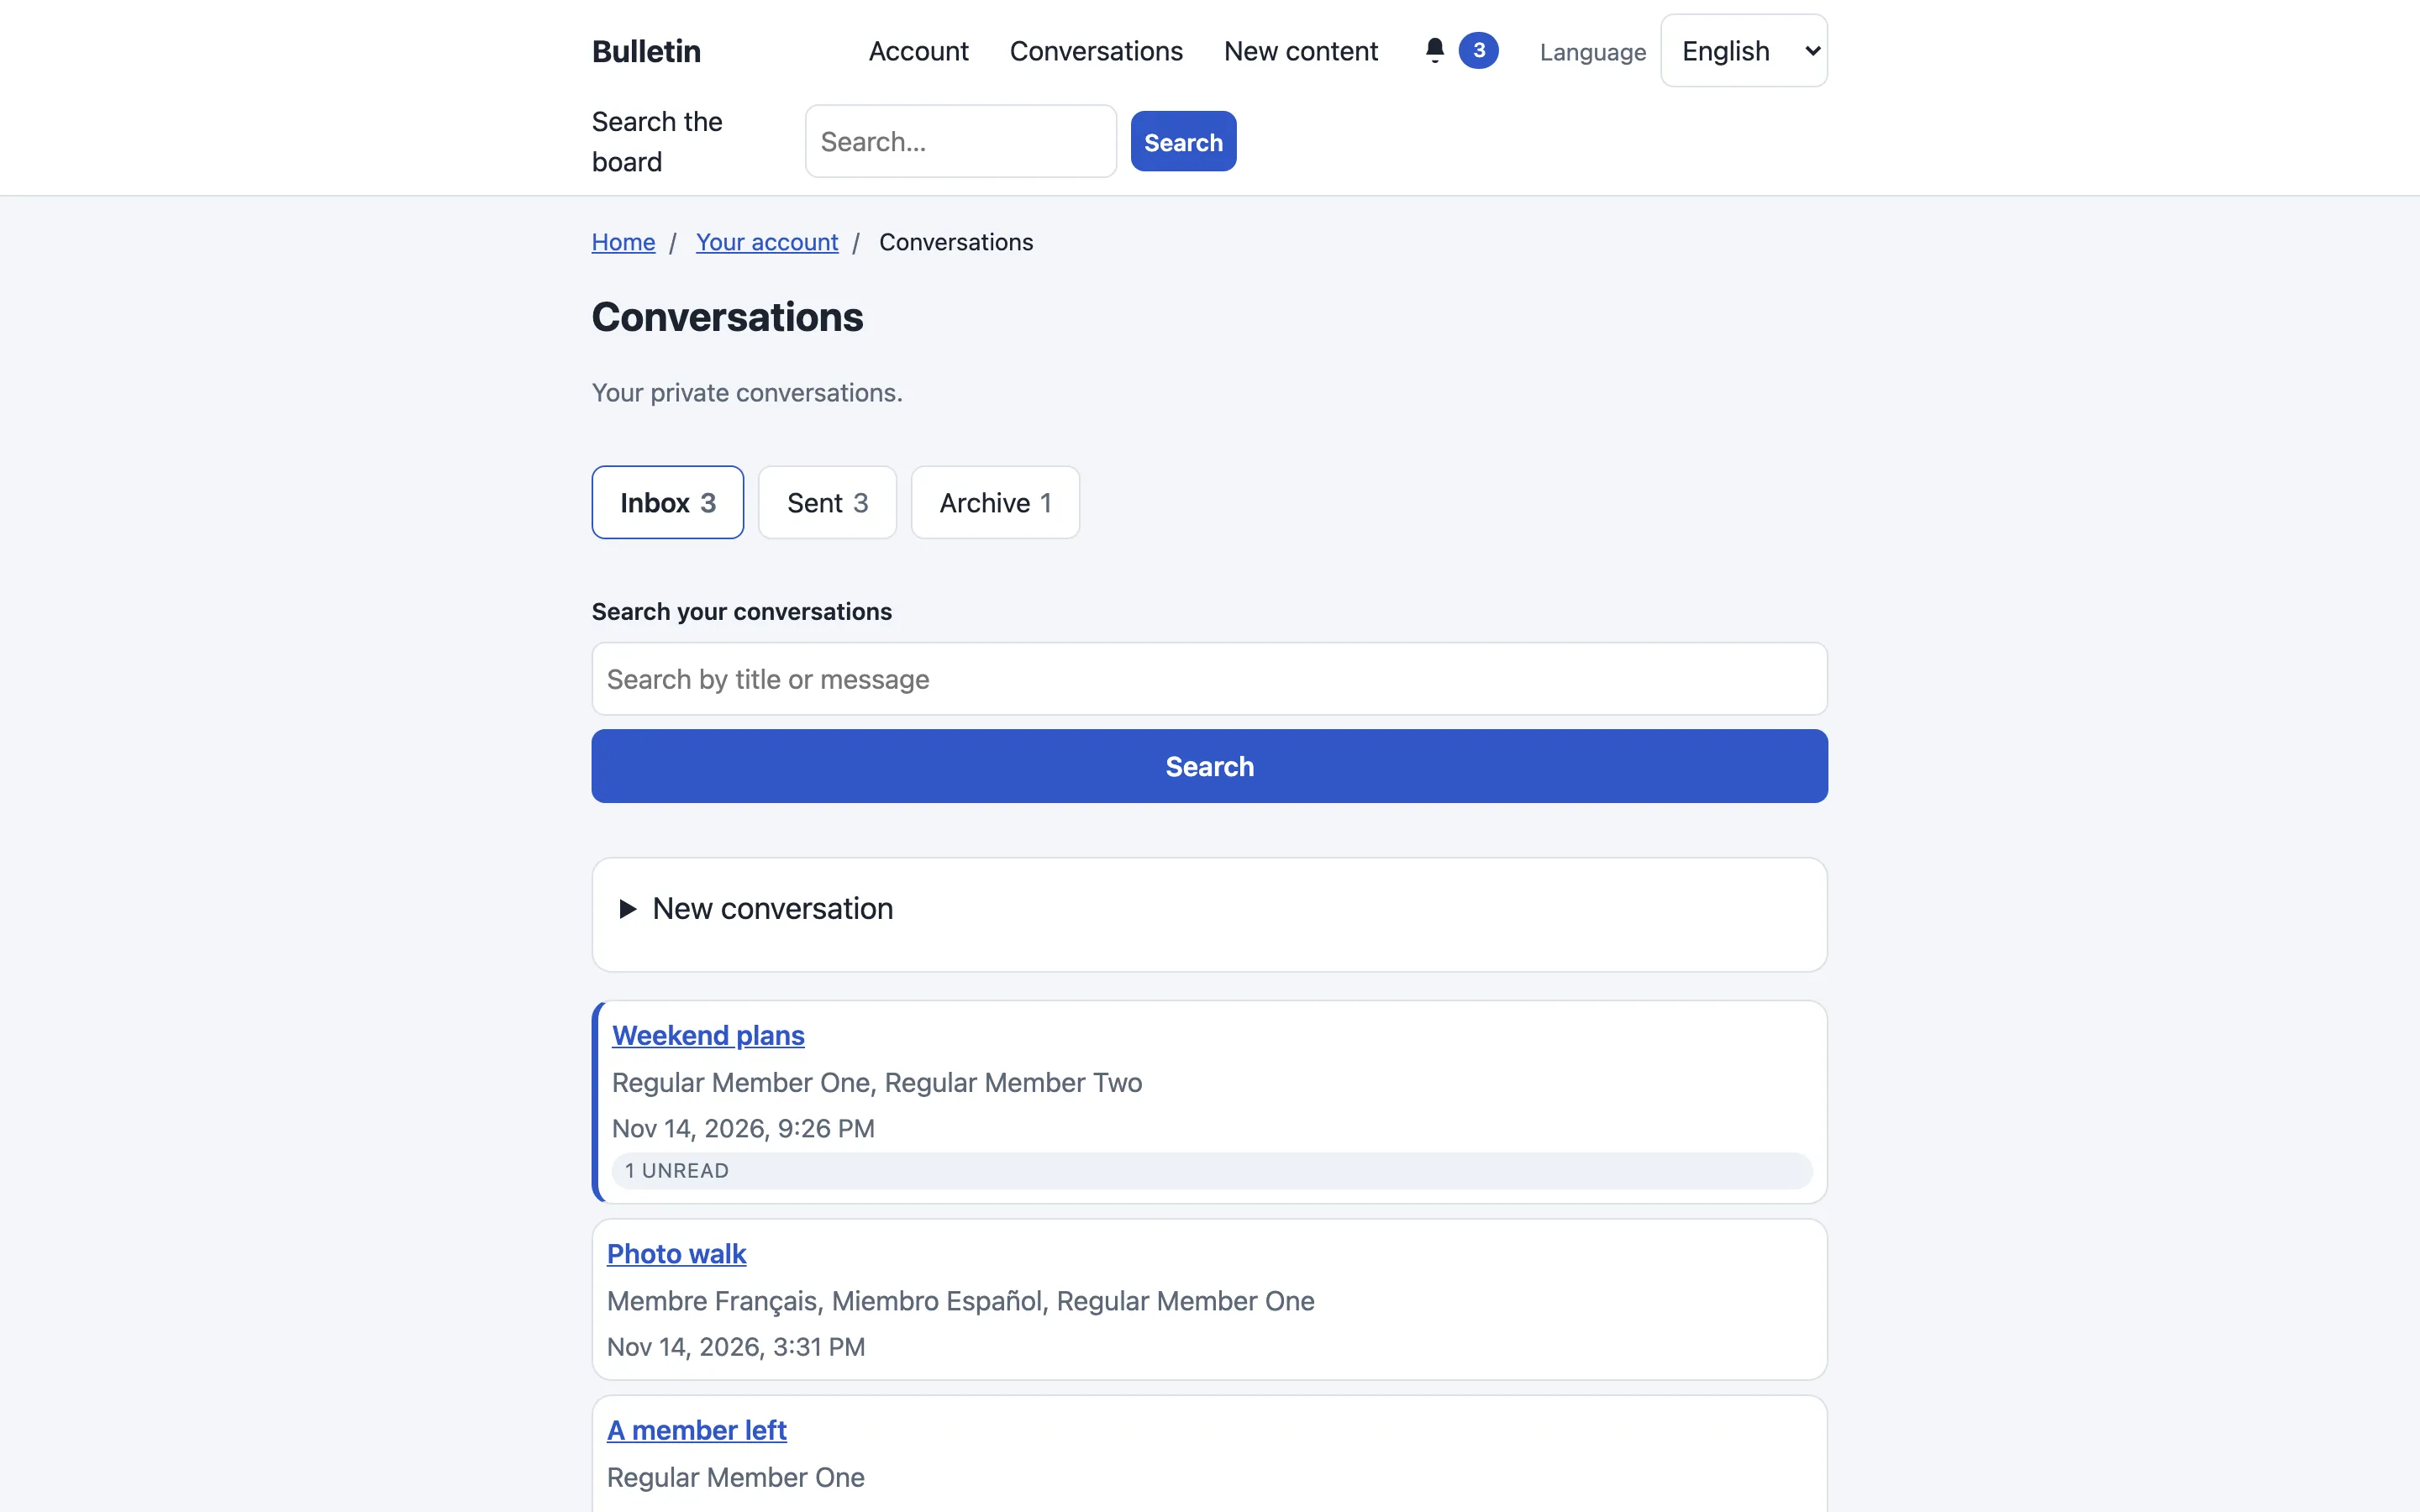 Bulletin
Account
Conversations
New content
3
Language
English
Search the
board
Search...
Search
Home / Your account / Conversations
Conversations
Your private conversations.
Inbox 3
Sent 3
Archive 1
Search your conversations
Search by title or message
Search
New conversation
Weekend plans
Regular Member One, Regular Member Two
Nov 14, 2026, 9:26 PM
1 UNREAD
Photo walk
Membre Français, Miembro Español, Regular Member One
Nov 14, 2026, 3:31 PM
A member left
Regular Member One